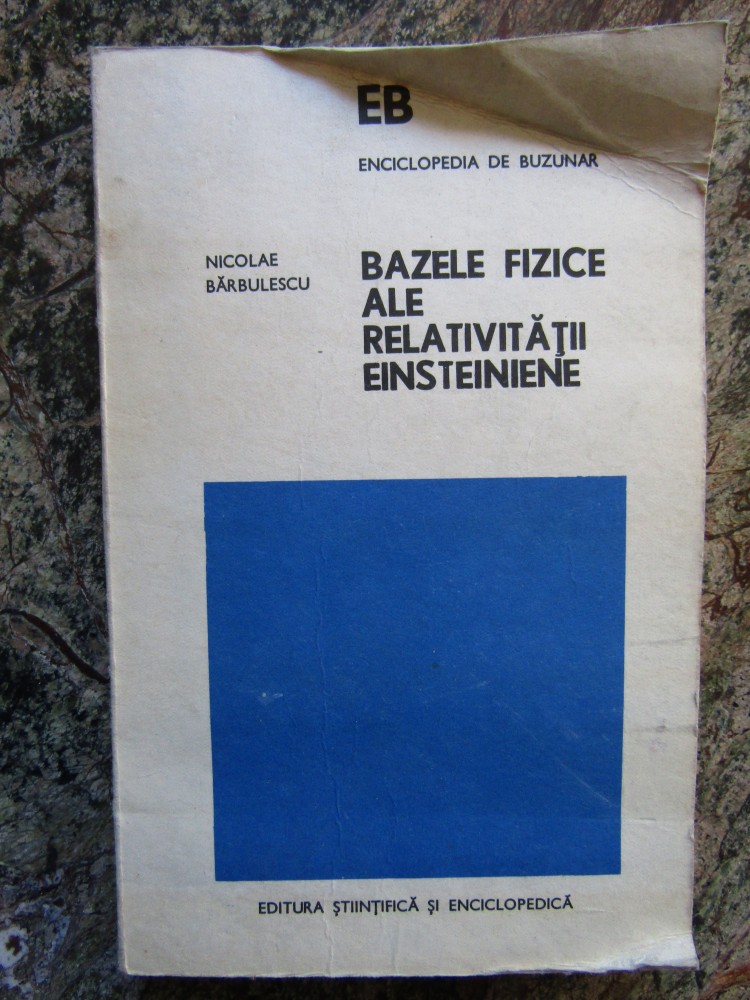 EB
ENCICLOPEDIA DE BUZUNAR
NICOLAE
BĂRBULESCU
BAZELE FIZICE
ALE
RELATIVITĂŢII
EINSTEINIENE
EDITURA ŞTIINŢIFICĂ ŞI ENCICLOPEDICĂ